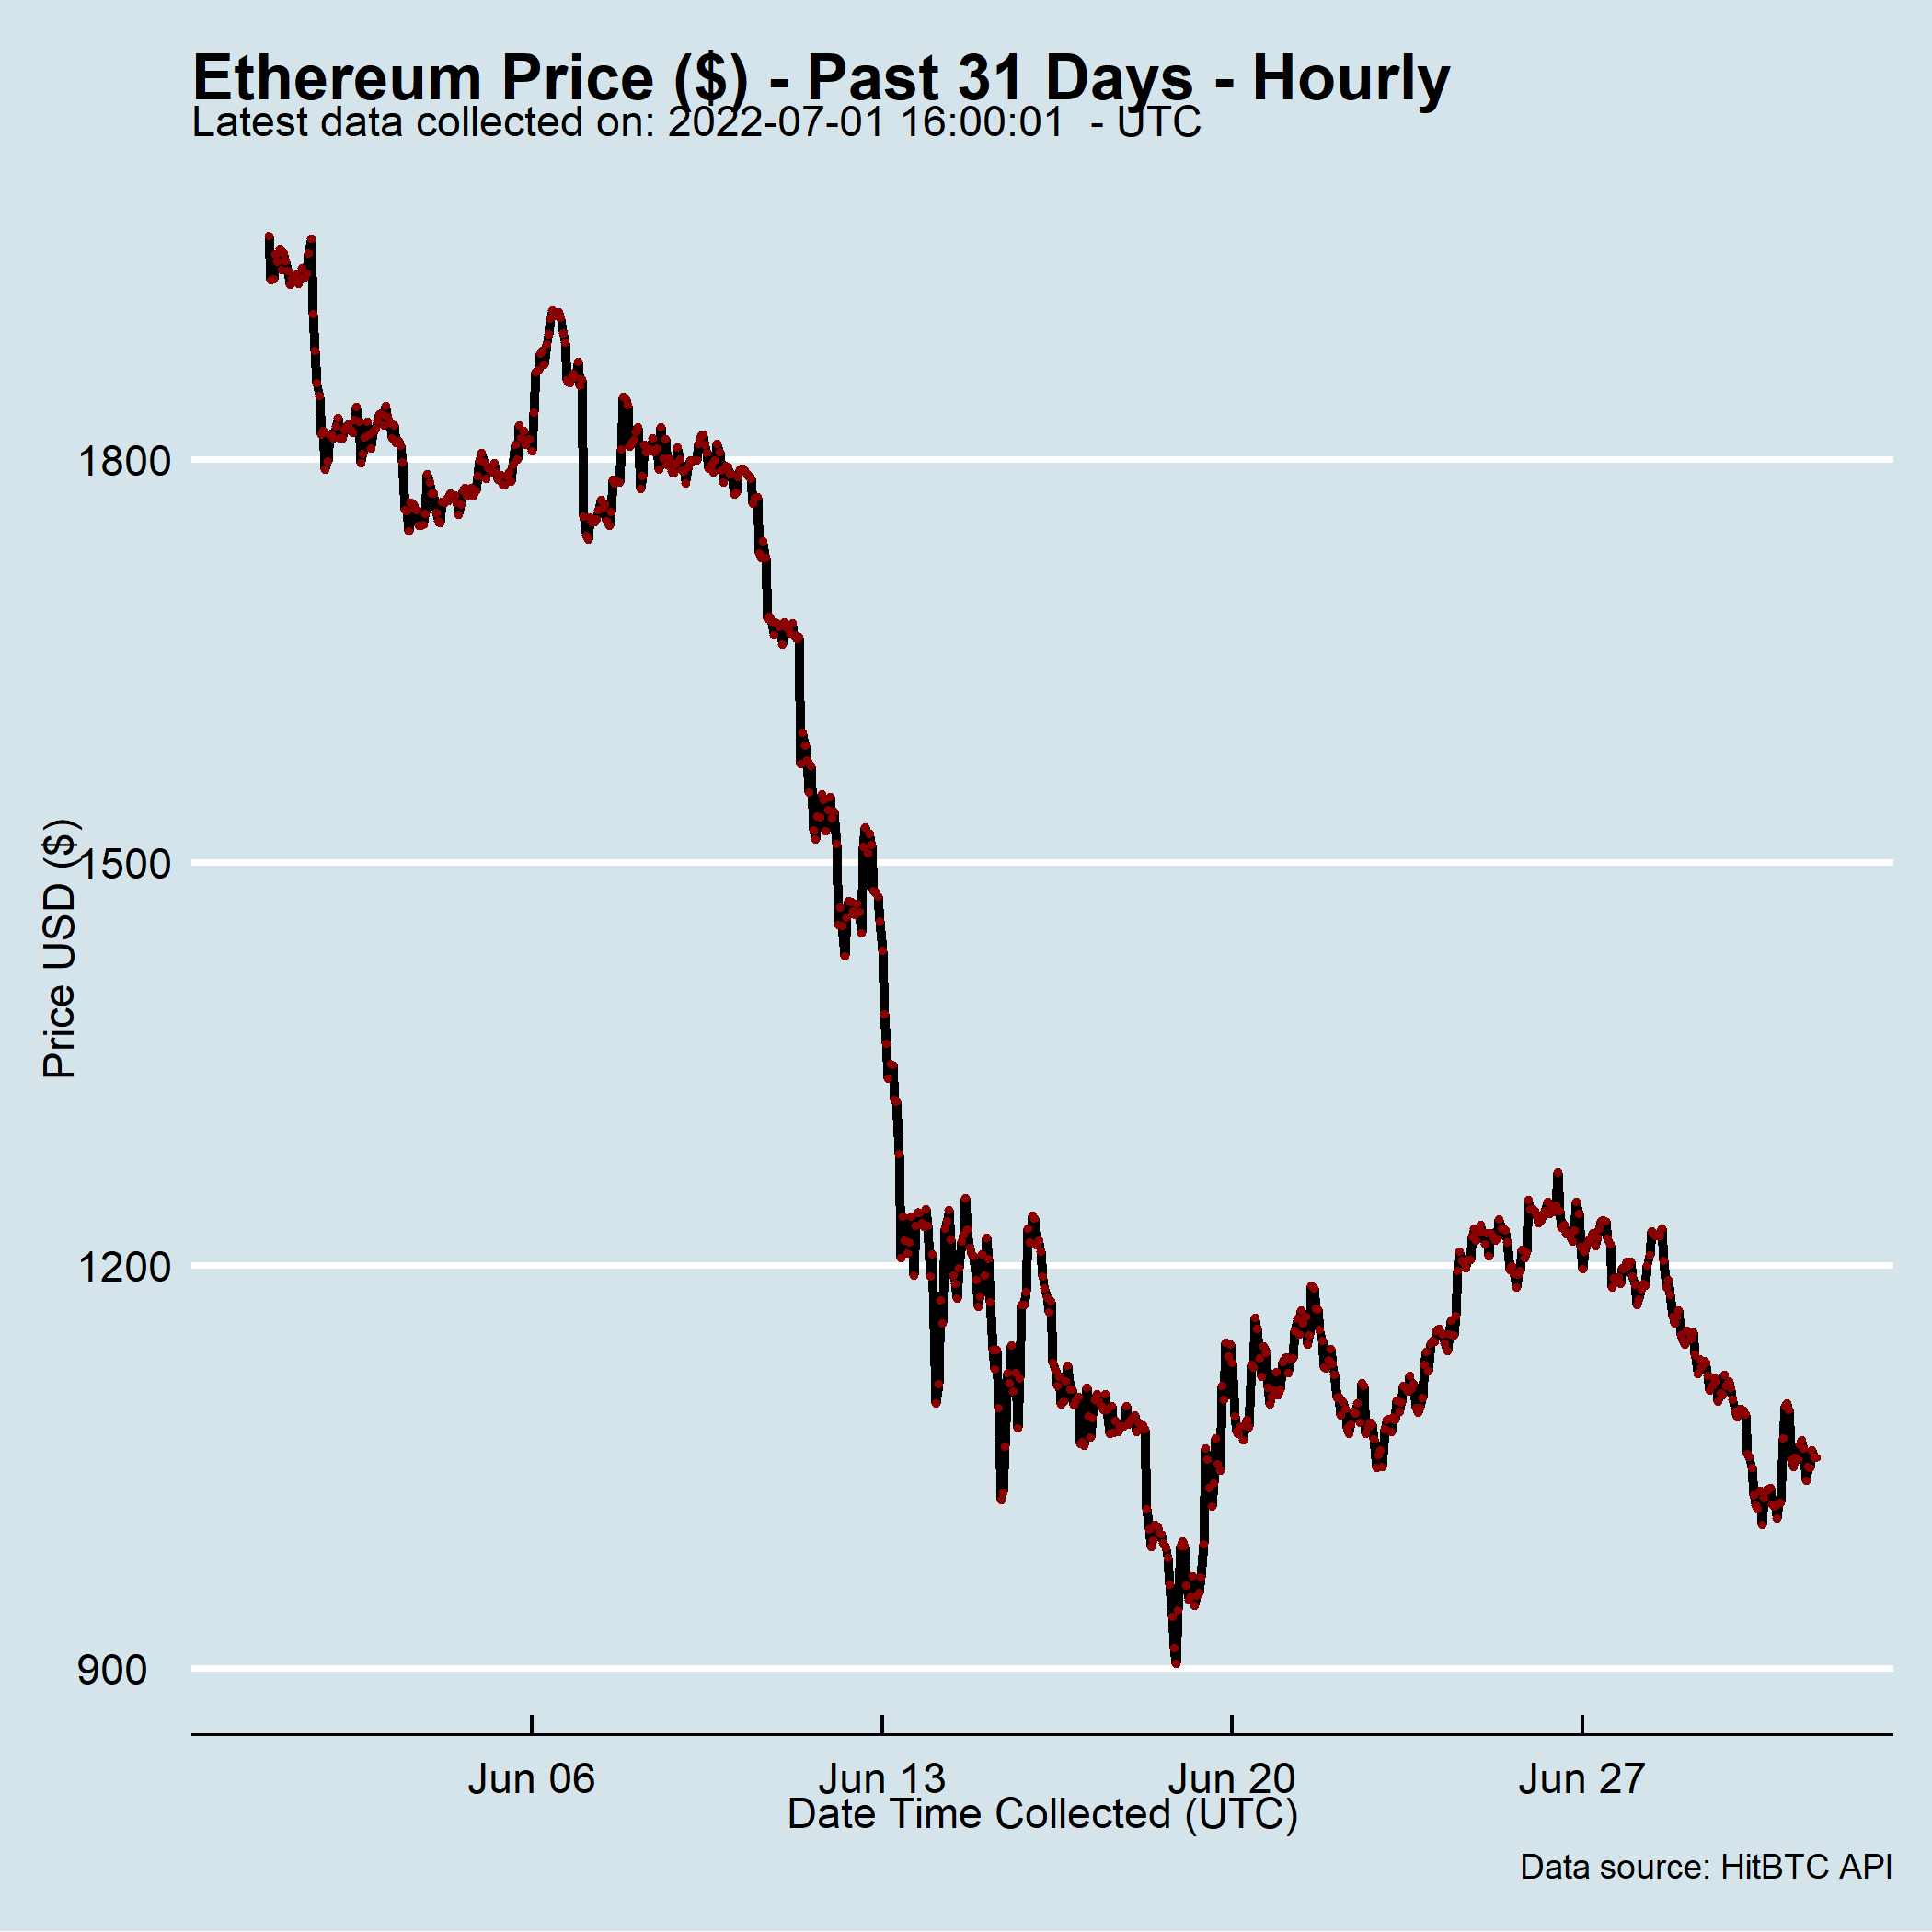 Ethereum Price ($) - Past 31 Days - Hourly
Latest data collected on: 2022-07-01 16:00:01  - UTC
1800
1500
1200
900
Price USD ($)
Jun 06
Jun 13
Jun 20
Jun 27
Date Time Collected (UTC)
Data source: HitBTC API